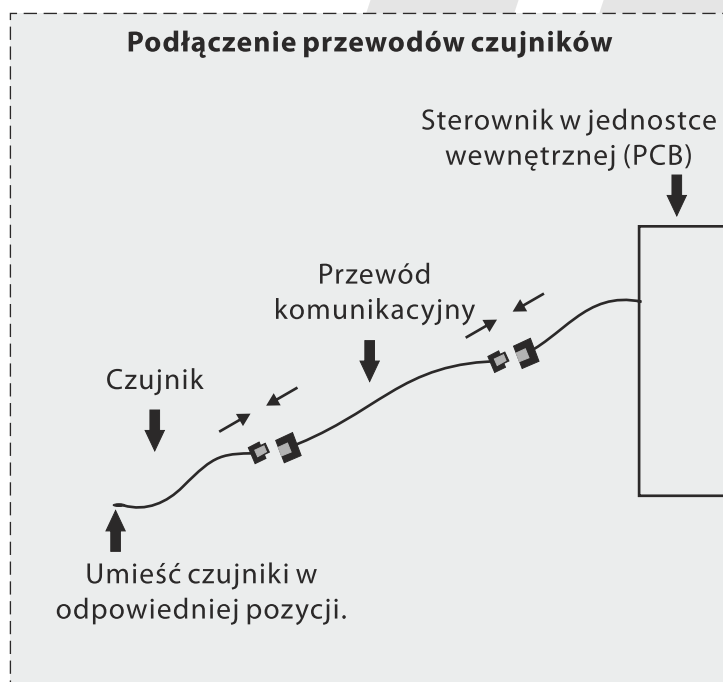 Podłączenie przewodów czujników
Sterownik w jednostce
wewnętrznej (PCB)
Przewód
komunikacyjny
Czujnik
Umieść czujniki w
odpowiedniej pozycji.